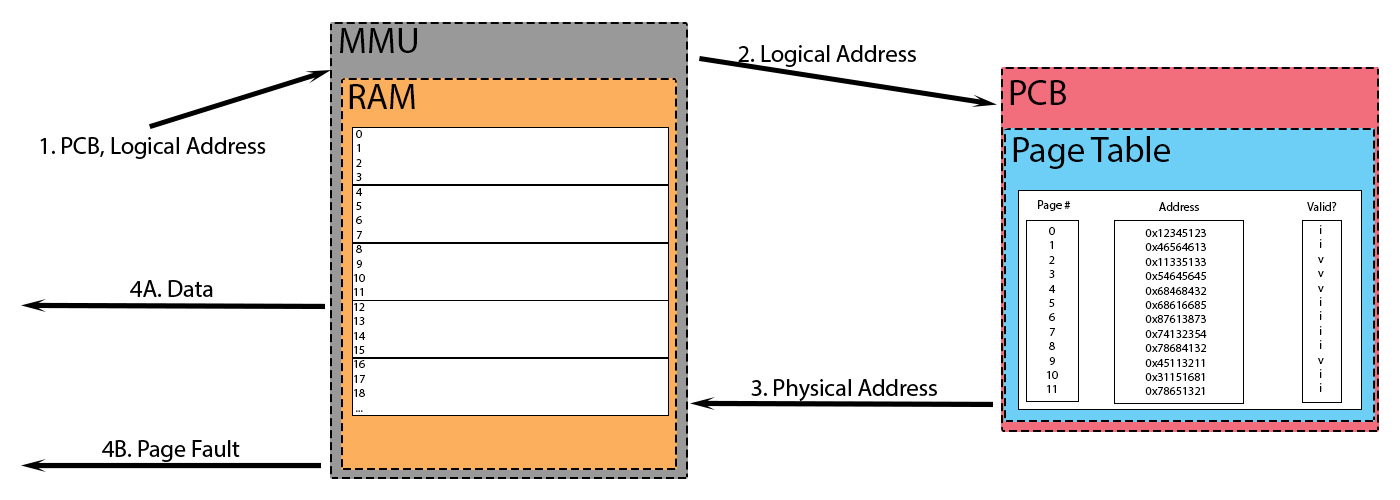 MMU
RAM
1. PCB, Logical Address
2. Logical Address
0
1
2
3
4
5
6
7
8
9
10
11
12
13
14
15
16
17
18
...
PCB
Page Table
Page # Address Valid?
0 0x12345123 i
1 0x46564613 i
2 0x11335133 v
3 0x54645645 v
4 0x68468432 v
5 0x68616685 i
6 0x87613873 i
7 0x74132354 i
8 0x78684132 i
9 0x45113211 v
10 0x31151681 i
11 0x78651321 i
3. Physical Address
4A. Data
4B. Page Fault